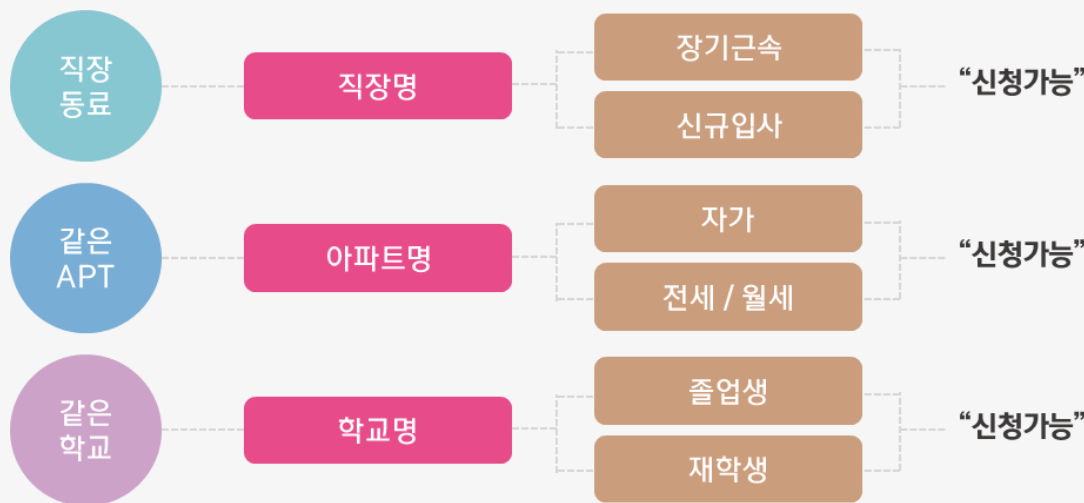 직장
동료
직장명
장기근속
신규입사
“신청가능”
같은
APT
아파트명
자가
전세 / 월세
“신청가능”
같은
학교
학교명
졸업생
재학생
“신청가능”